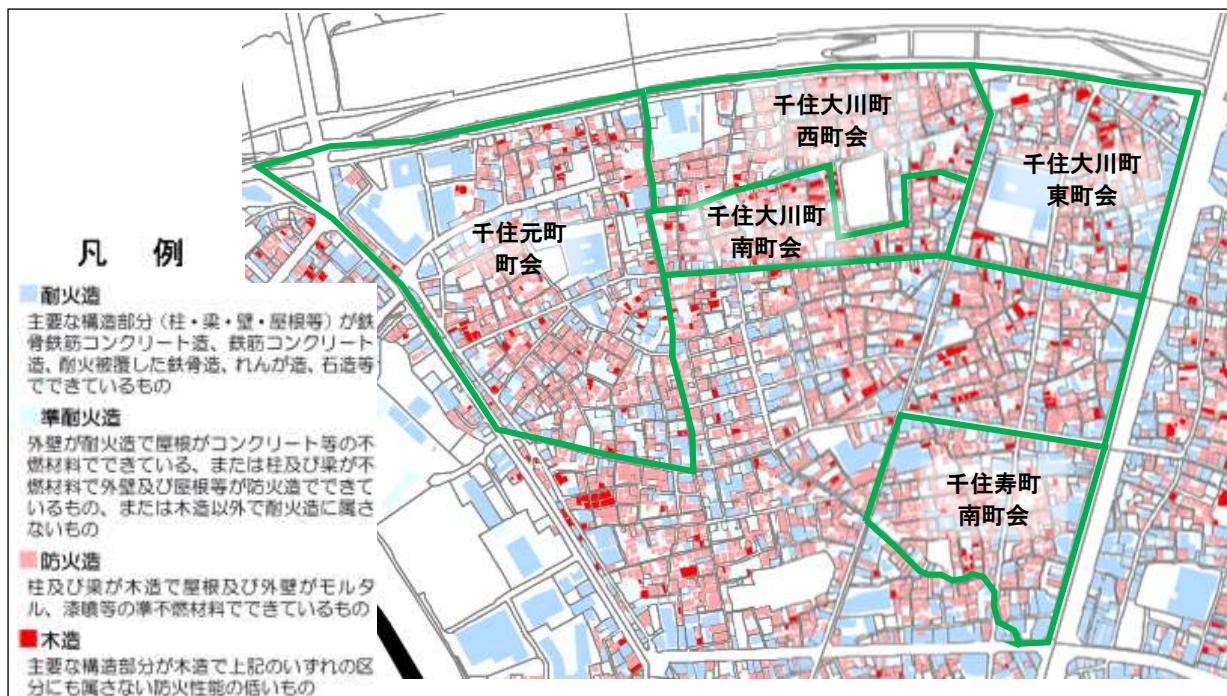 凡　例
耐火造
主要な構造部分（柱・梁・壁・屋根等）が鉄
骨鉄筋コンクリート造、鉄筋コンクリート
造、耐火被覆した鉄骨造、れんが造、石造等
でできているもの
準耐火造
外壁が耐火造で屋根がコンクリート等の不
燃材料でできている、または柱及び梁が不
燃材料で外壁及び屋根等が防火造でできて
いるもの、または木造以外で耐火造に属さ
ないもの
防火造
柱及び梁が木造で屋根及び外壁がモルタ
ル、漆喰等の準不燃材料でできているもの
木造
主要な構造部分が木造で上記のいずれの区
分にも属さない防火性能の低いもの
千住大川町
西町会
千住大川町
東町会
千住大川町
南町会
千住元町
町会
千住寿町
南町会